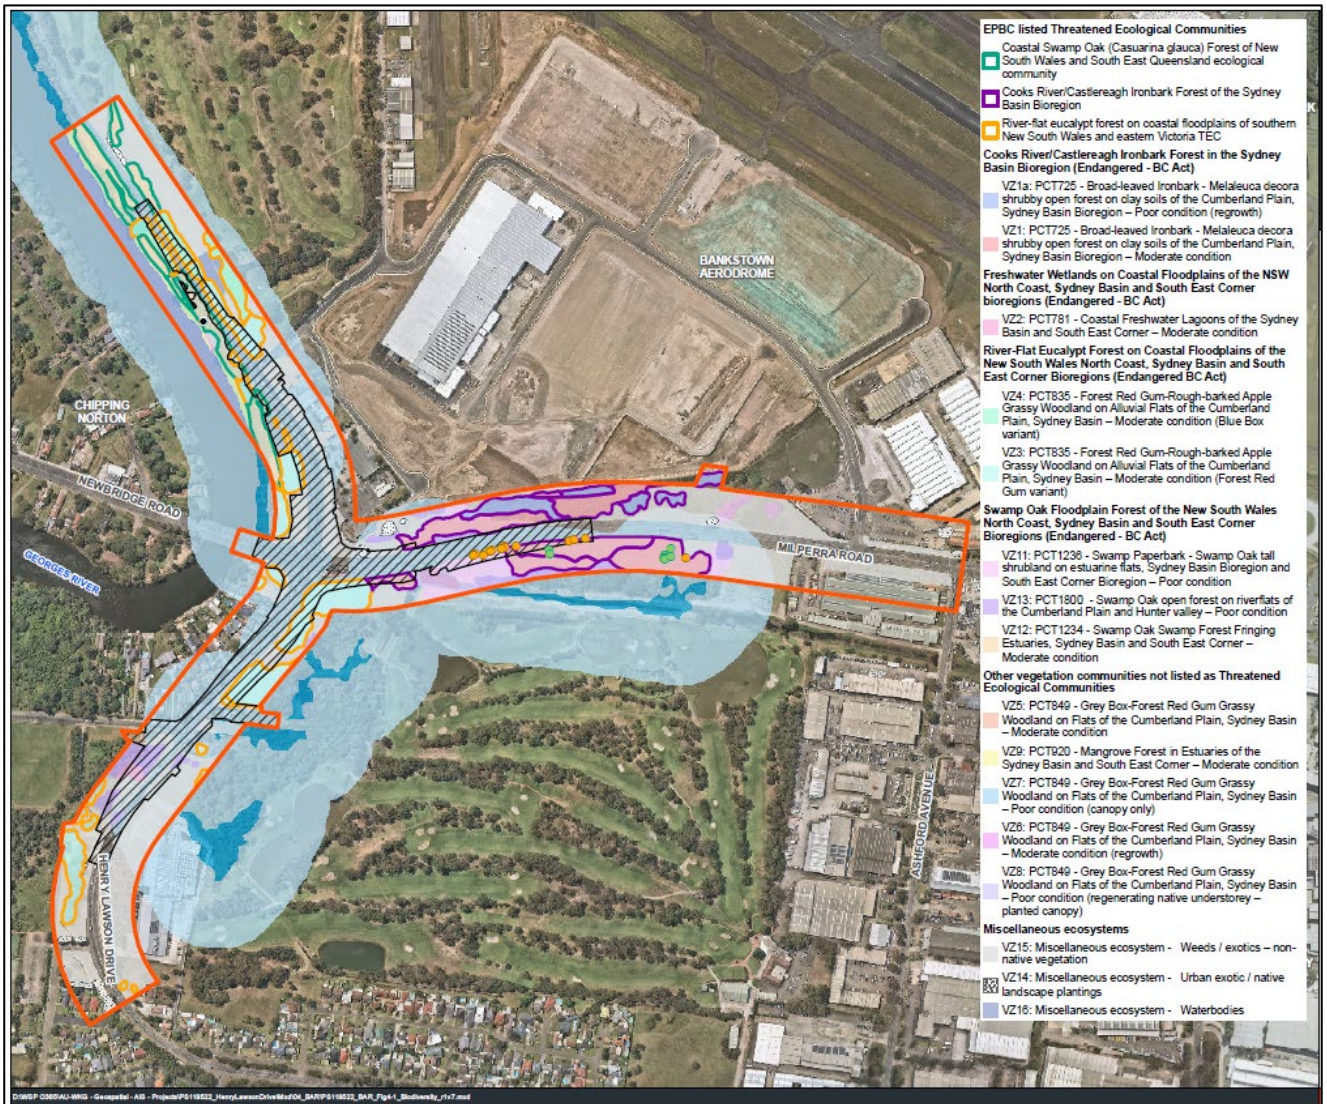 EPBC listed Threatened Ecological Communities
Coastal Swamp Oak (Casuarina glauca) Forest of New
South Wales and South East Queensland ecological
community
Cooks River/Castlereagh Ironbark Forest of the Sydney
Basin Bioregion
River-flat eucalypt forest on coastal floodplains of southern
New South Wales and eastern Victoria TEC
Cooks River/Castlereagh Ironbark Forest in the Sydney
Basin Bioregion (Endangered - BC Act)
VZ1a: PCT725 - Broad-leaved Ironbark - Melaleuca decora
shrubby open forest on clay soils of the Cumberland Plain,
Sydney Basin Bioregion – Poor condition (regrowth)
VZ1: PCT725 - Broad-leaved Ironbark - Melaleuca decora
shrubby open forest on clay soils of the Cumberland Plain,
Sydney Basin Bioregion – Moderate condition
Freshwater Wetlands on Coastal Floodplains of the NSW
North Coast, Sydney Basin and South East Corner
bioregions (Endangered - BC Act)
VZ2: PCT781 - Coastal Freshwater Lagoons of the Sydney
Basin and South East Corner – Moderate condition
River-Flat Eucalypt Forest on Coastal Floodplains of the
New South Wales North Coast, Sydney Basin and South
East Corner Bioregions (Endangered BC Act)
VZ4: PCT835 - Forest Red Gum-Rough-barked Apple
Grassy Woodland on Alluvial Flats of the Cumberland
Plain, Sydney Basin – Moderate condition (Blue Box
variant)
VZ3: PCT835 - Forest Red Gum-Rough-barked Apple
Grassy Woodland on Alluvial Flats of the Cumberland
Plain, Sydney Basin – Moderate condition (Forest Red
Gum variant)
Swamp Oak Floodplain Forest of the New South Wales
North Coast, Sydney Basin and South East Corner
Bioregions (Endangered - BC Act)
VZ11: PCT1236 - Swamp Paperbark - Swamp Oak tall
shrubland on estuarine flats, Sydney Basin Bioregion and
South East Corner Bioregion – Poor condition
VZ13: PCT1800 - Swamp Oak open forest on riverflats of
the Cumberland Plain and Hunter valley – Poor condition
VZ12: PCT1234 - Swamp Oak Swamp Forest Fringing
Estuaries, Sydney Basin and South East Corner –
Moderate condition
Other vegetation communities not listed as Threatened
Ecological Communities
VZ5: PCT849 - Grey Box-Forest Red Gum Grassy
Woodland on Flats of the Cumberland Plain, Sydney Basin
– Moderate condition
VZ9: PCT920 - Mangrove Forest in Estuaries of the
Sydney Basin and South East Corner – Moderate condition
VZ7: PCT849 - Grey Box-Forest Red Gum Grassy
Woodland on Flats of the Cumberland Plain, Sydney Basin
– Poor condition (canopy only)
VZ6: PCT849 - Grey Box-Forest Red Gum Grassy
Woodland on Flats of the Cumberland Plain, Sydney Basin
– Moderate condition (regrowth)
VZ8: PCT849 - Grey Box-Forest Red Gum Grassy
Woodland on Flats of the Cumberland Plain, Sydney Basin
– Poor condition (regenerating native understorey –
planted canopy)
Miscellaneous ecosystems
VZ15: Miscellaneous ecosystem - Weeds / exotics – non-
native vegetation
VZ14: Miscellaneous ecosystem - Urban exotic / native
landscape plantings
VZ16: Miscellaneous ecosystem - Waterbodies
K
BANKSTOWN
AERODROME
CHIPPING
NORTON
NEWBRIDGE ROAD
GEORGES RIVER
MILPERRA ROAD
ASHFORD AVENUE
HENRY LAWSON DRIVE